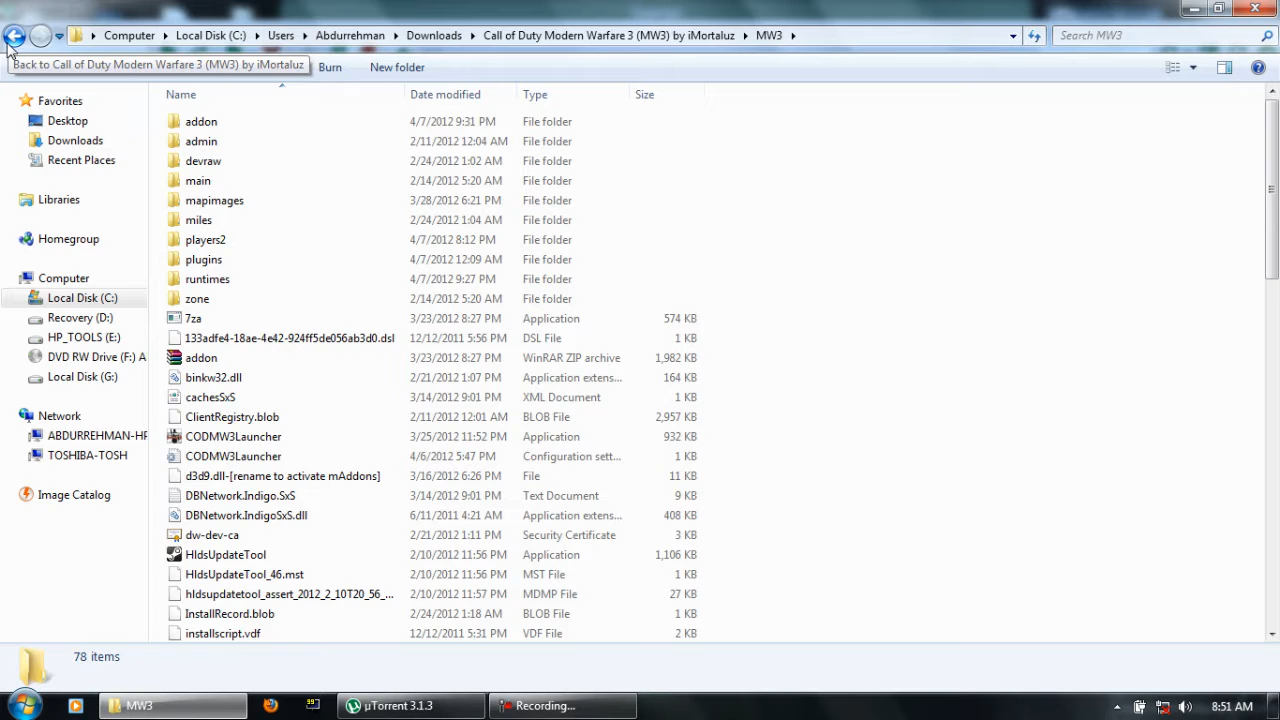 Computer Local Disk (C:) Users Abdurrehman Downloads Call of Duty Modern Warfare 3 (MW3) by iMortaluz MW3 Search MW3
Back to Call of Duty Modern Warfare 3 (MW3) by iMortaluz Burn New folder
Favorites
Desktop
Downloads
Recent Places
Libraries
Homegroup
Computer
Local Disk (C:)
Recovery (D:)
HP_TOOLS (E:)
DVD RW Drive (F:) A
Local Disk (G:)
Network
ABDURREHMAN-HP
TOSHIBA-TOSH
Image Catalog
Name Date modified Type Size
addon 4/7/2012 9:31 PM File folder
admin 2/11/2012 12:04 AM File folder
devraw 2/24/2012 1:02 AM File folder
main 2/14/2012 5:20 AM File folder
mapimages 3/28/2012 6:21 PM File folder
miles 2/24/2012 1:04 AM File folder
players2 4/7/2012 8:12 PM File folder
plugins 4/7/2012 12:09 AM File folder
runtimes 4/7/2012 9:27 PM File folder
zone 2/14/2012 5:20 AM File folder
7za 3/23/2012 8:27 PM Application 574 KB
133adfe4-18ae-4e42-924ff5de056ab3d0.dsl 12/12/2011 5:56 PM DSL File 1 KB
addon 3/23/2012 8:27 PM WinRAR ZIP archive 1,982 KB
binkw32.dll 2/21/2012 1:07 PM Application extens... 164 KB
cachesSxS 3/14/2012 9:01 PM XML Document 1 KB
ClientRegistry.blob 2/11/2012 12:01 AM BLOB File 2,957 KB
CODMW3Launcher 3/25/2012 11:52 PM Application 932 KB
CODMW3Launcher 4/6/2012 5:47 PM Configuration sett... 1 KB
d3d9.dll-[rename to activate mAddons] 3/16/2012 6:26 PM File 11 KB
DBNetwork.Indigo.SxS 3/14/2012 9:01 PM Text Document 9 KB
DBNetwork.IndigoSxS.dll 6/11/2011 4:21 AM Application extens... 408 KB
dw-dev-ca 2/21/2012 1:11 PM Security Certificate 3 KB
HldsUpdateTool 2/10/2012 11:56 PM Application 1,106 KB
HldsUpdateTool_46.mst 2/10/2012 11:56 PM MST File 1 KB
hldsupdatetool_assert_2012_2_10T20_56_... 2/10/2012 11:57 PM MDMP File 27 KB
InstallRecord.blob 2/24/2012 1:18 AM BLOB File 2 KB
installscript.vdf 12/12/2011 5:31 PM VDF File 2 KB
78 items
MW3 µTorrent 3.1.3 Recording... 8:51 AM